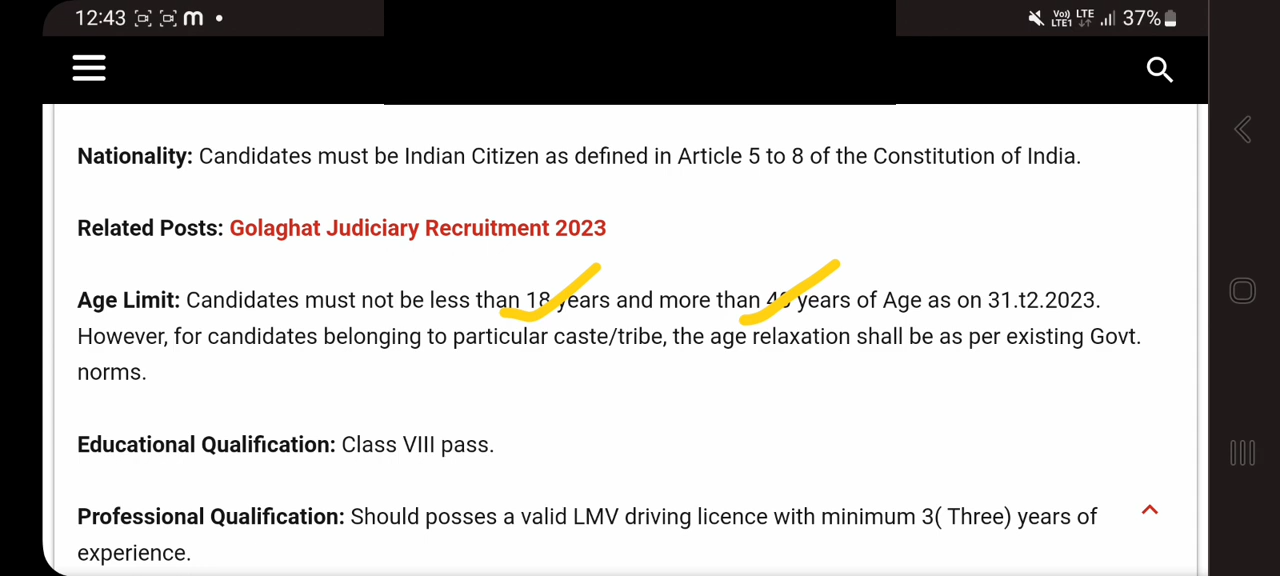 12:43 m
Vo) LTE
LTE1 37%
Nationality: Candidates must be Indian Citizen as defined in Article 5 to 8 of the Constitution of India.
Related Posts: Golaghat Judiciary Recruitment 2023
Age Limit: Candidates must not be less than 18 years and more than years of Age as on 31.t2.2023.
However, for candidates belonging to particular caste/tribe, the age relaxation shall be as per existing Govt.
norms.
Educational Qualification: Class VIII pass.
Professional Qualification: Should posses a valid LMV driving licence with minimum 3( Three) years of
experience.